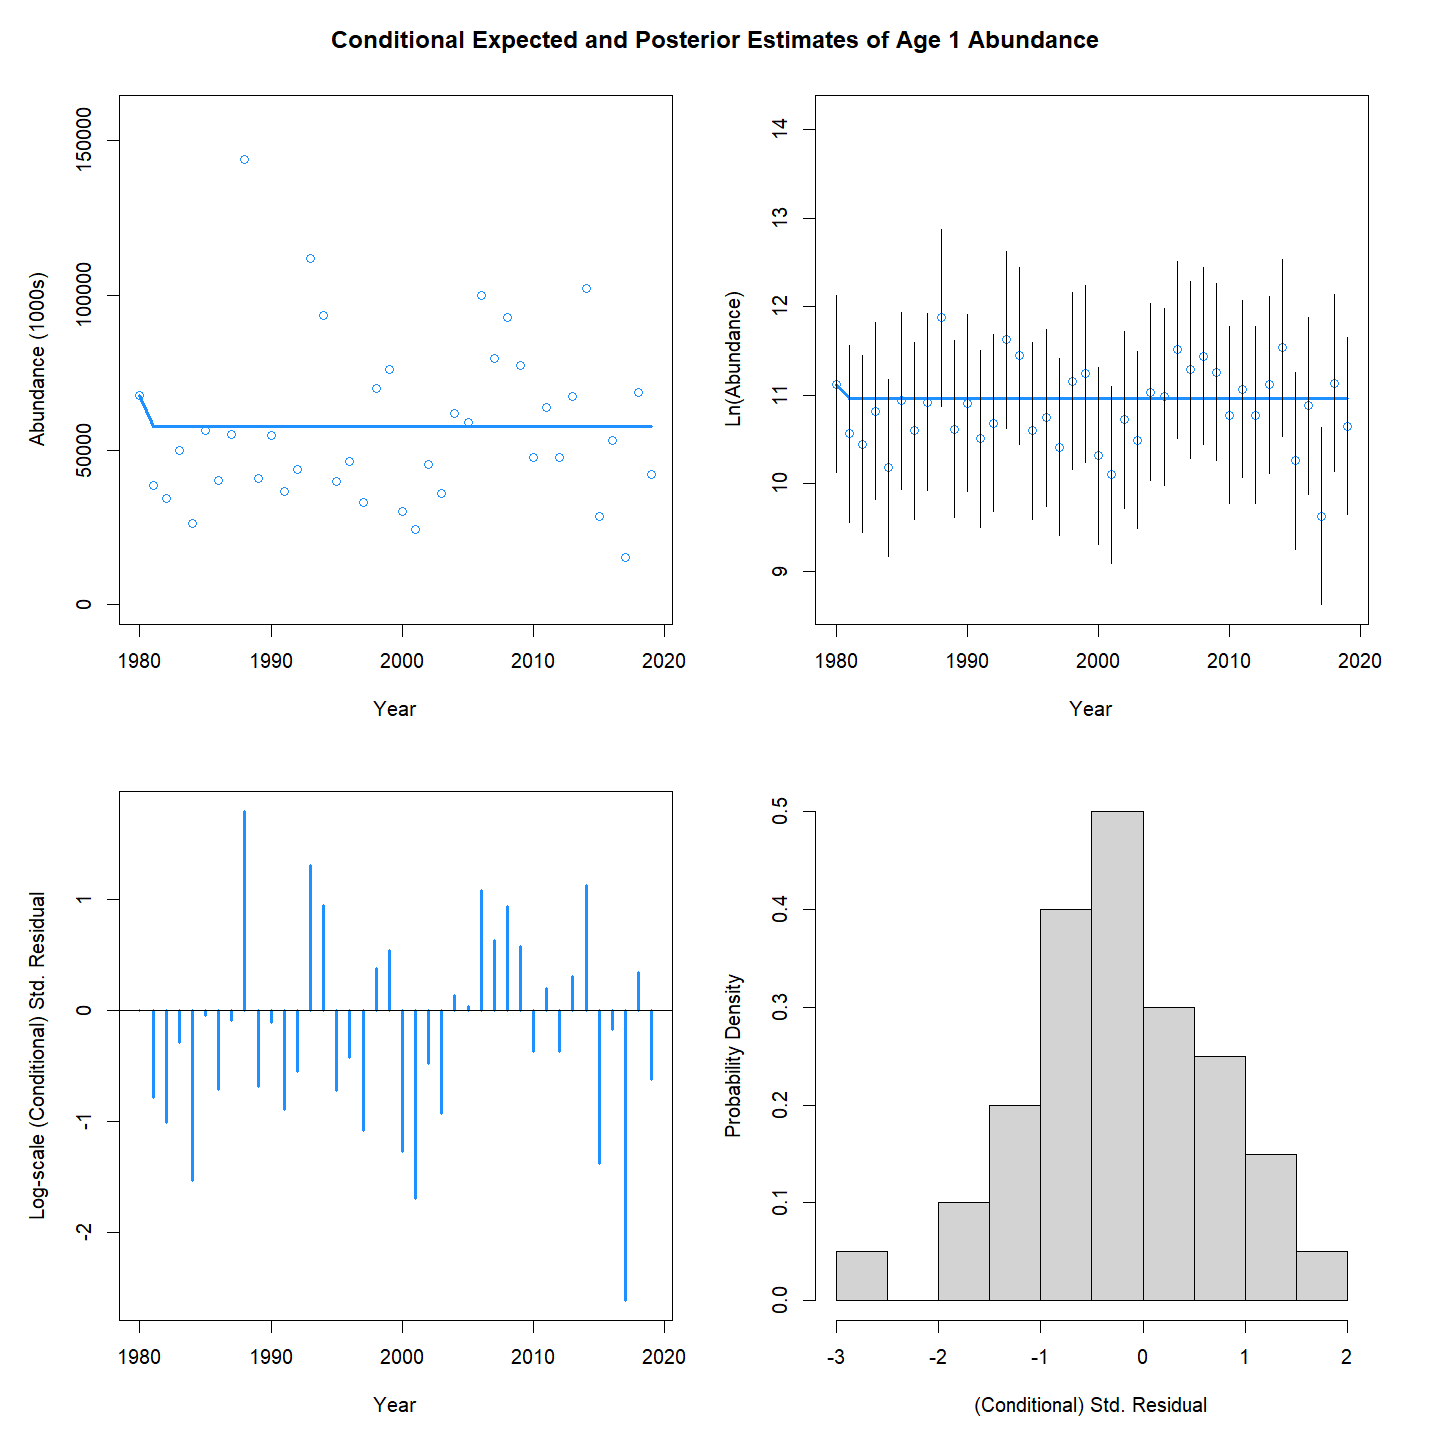 Conditional Expected and Posterior Estimates of Age 1 Abundance
Abundance (1000s)
150000
100000
50000
0
1980 1990 2000 2010 2020
Year
Ln(Abundance)
14
13
12
11
10
9
1980 1990 2000 2010 2020
Year
Log-scale (Conditional) Std. Residual
1
0
-1
-2
1980 1990 2000 2010 2020
Year
Probability Density
0.5
0.4
0.3
0.2
0.1
0.0
-3 -2 -1 0 1 2
(Conditional) Std. Residual